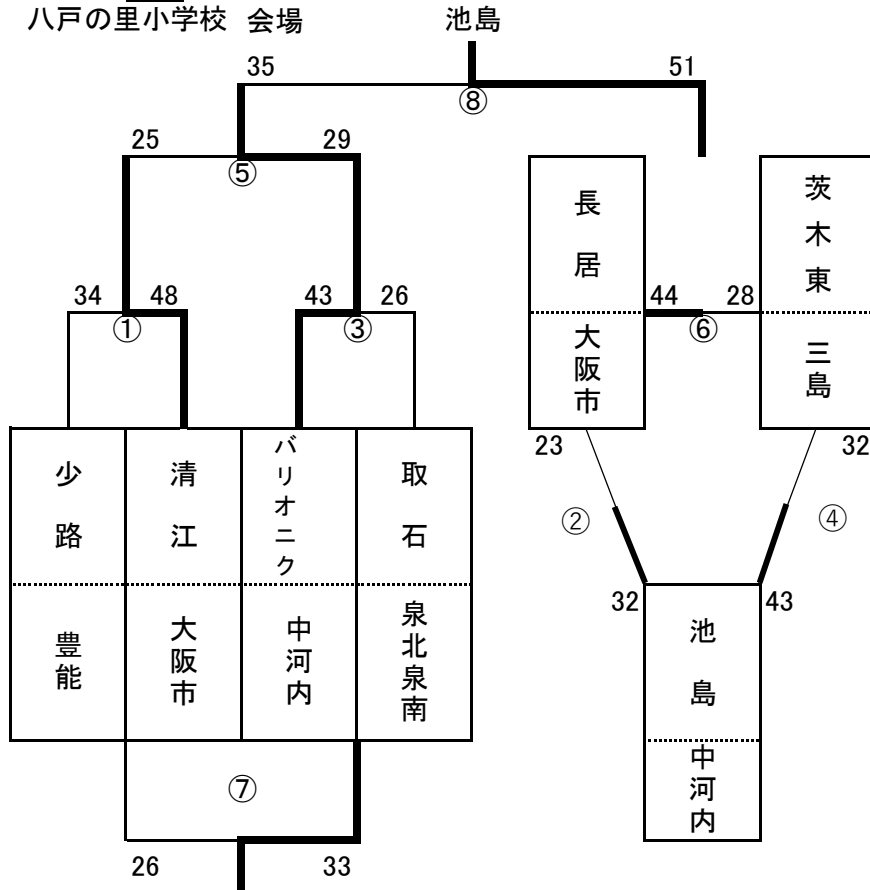 八戸の里小学校 会場
池島
35
51
⑧
25
29
⑤
34
48
①
43
26
③
長居
大阪市
44
28
⑥
茨木東
三島
23
32
②
④
32
43
池島
中河内
少路
豊能
清江
大阪市
バリオニク
中河内
取石
泉北泉南
⑦
26
33